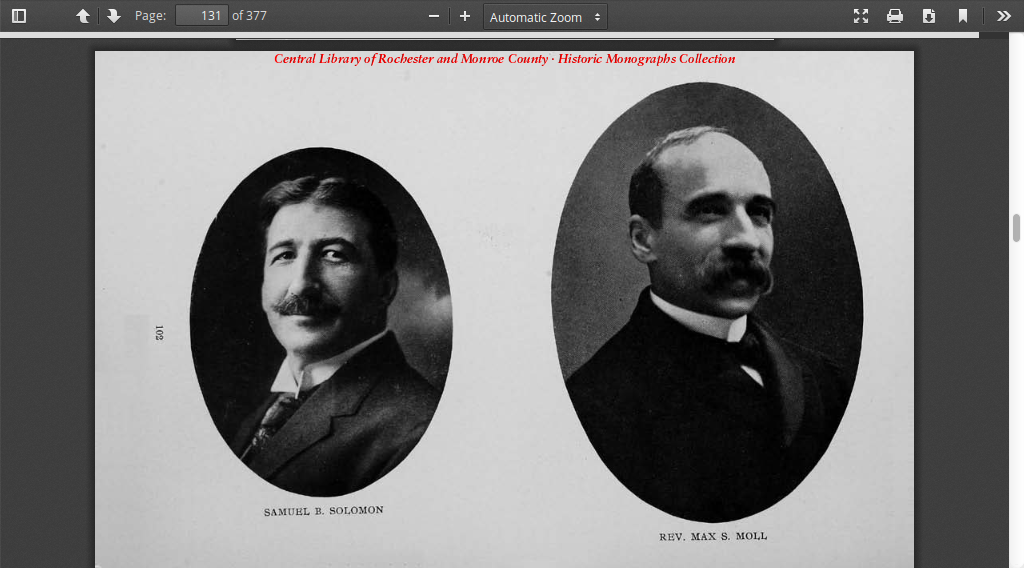 Page: 131 of 377
Automatic Zoom
Central Library of Rochester and Monroe County · Historic Monographs Collection
102
SAMUEL B. SOLOMON
REV. MAX S. MOLL